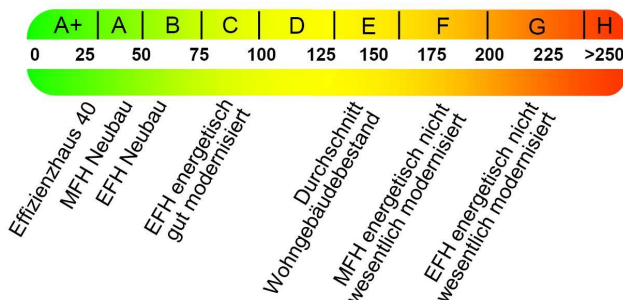 A+ A B C D E F G H
0 25 50 75 100 125 150 175 200 225 >250
Effizienzhaus 40
MFH Neubau
EFH Neubau
EFH energetisch
gut modernisiert
Durchschnitt
Wohngebäudebestand
MFH energetisch nicht
wesentlich modernisiert
EFH energetisch nicht
wesentlich modernisiert